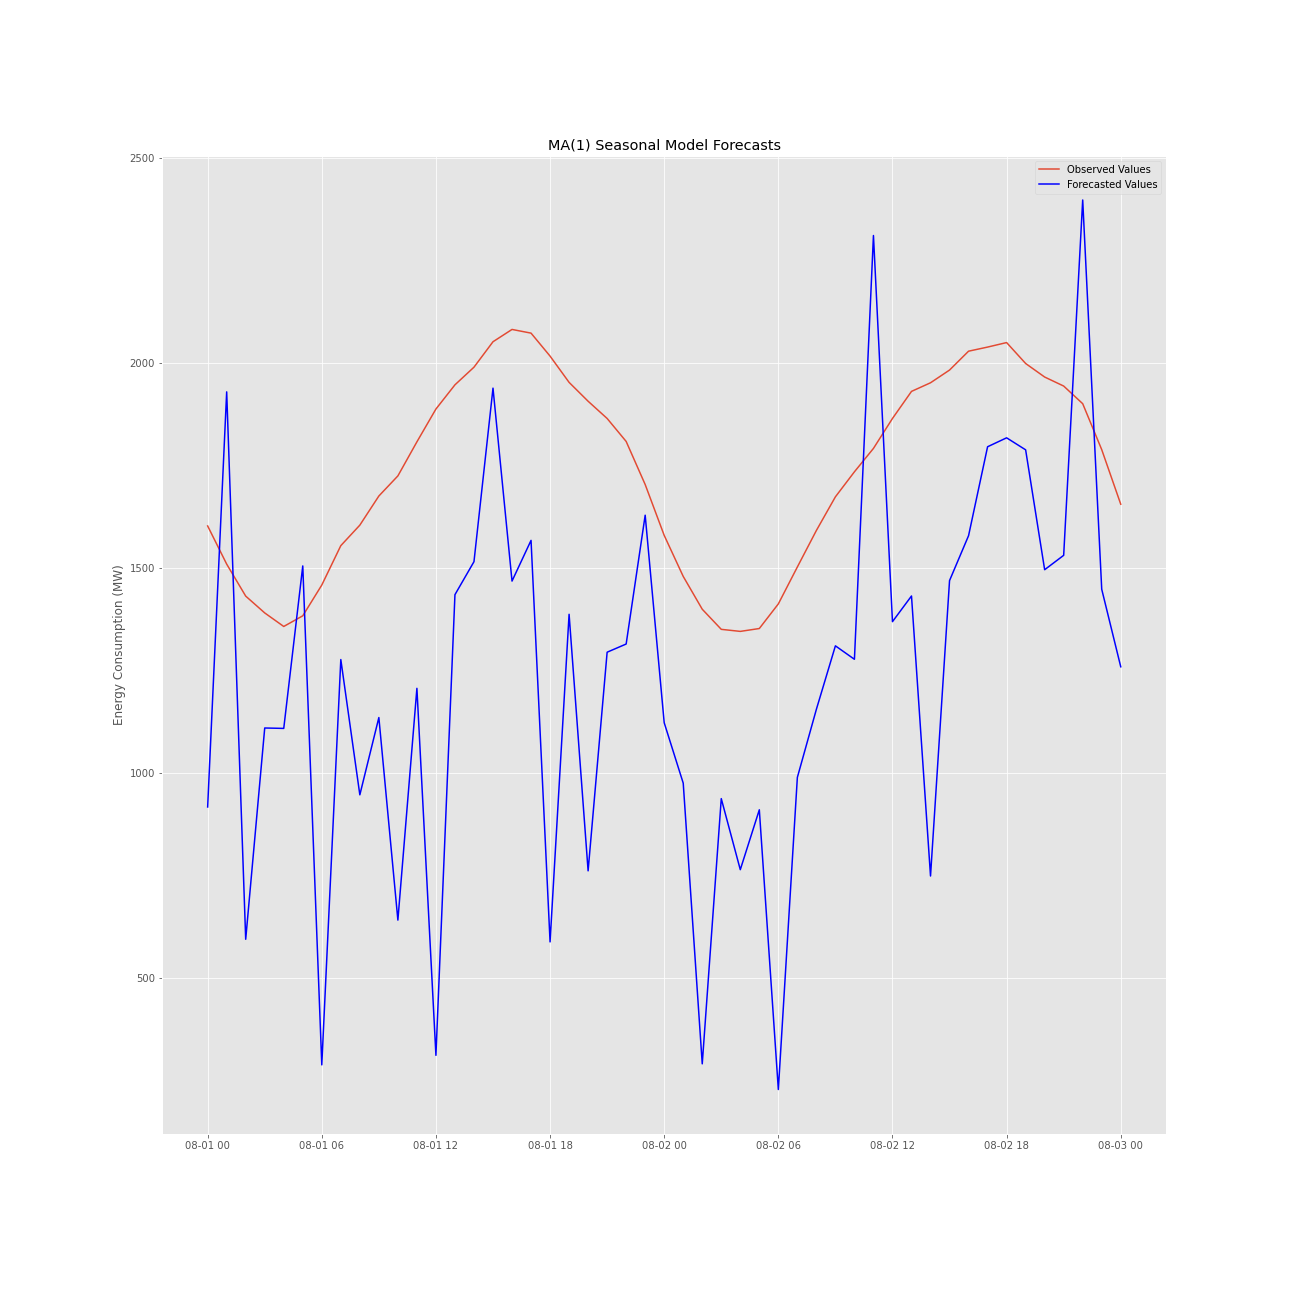 MA(1) Seasonal Model Forecasts
Observed Values
Forecasted Values
Energy Consumption (MW)
2500
2000
1500
1000
500
08-01 00 08-01 06 08-01 12 08-01 18 08-02 00 08-02 06 08-02 12 08-02 18 08-03 00